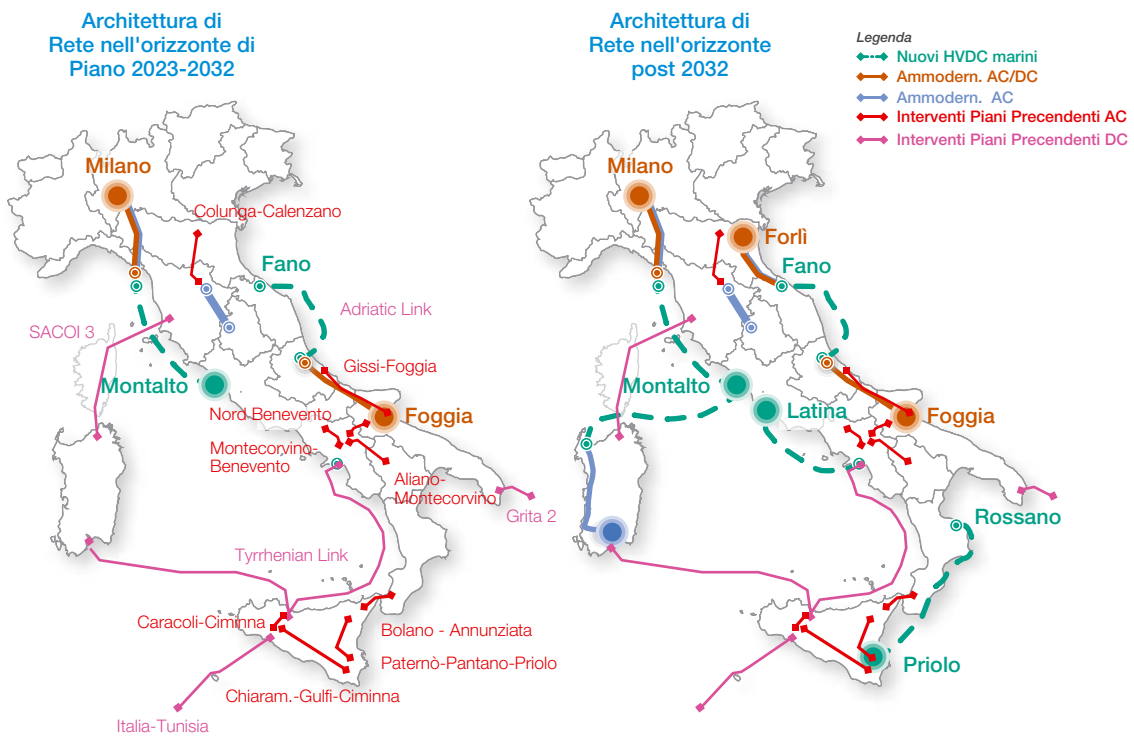 Architettura di
Rete nell'orizzonte di
Piano 2023-2032
Milano
Colunga-Calenzano
Fano
Adriatic Link
SACOI 3
Gissi-Foggia
Montalto
Nord Benevento
Foggia
Montecorvino-
Benevento
Aliano-
Montecorvino
Grita 2
Tyrrhenian Link
Caracoli-Ciminna
Bolano - Annunziata
Paternò-Pantano-Priolo
Chiaram.-Gulfi-Ciminna
Italia-Tunisia
Architettura di
Rete nell'orizzonte
post 2032
Legenda
Nuovi HVDC marini
Ammodern. AC/DC
Ammodern. AC
Interventi Piani Precendenti AC
Interventi Piani Precendenti DC
Milano
Forlì
Fano
Montalto
Latina
Foggia
Rossano
Priolo